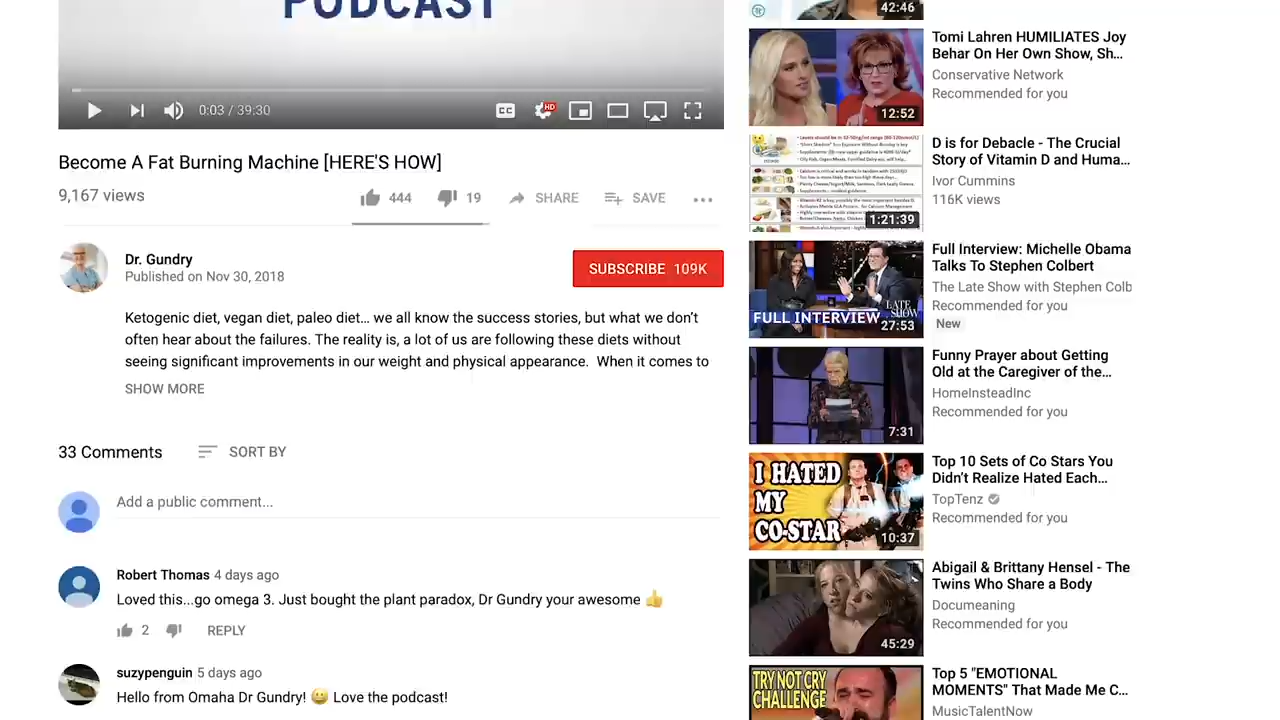 PODCAST
0:03 / 39:30
CC
HD
Become A Fat Burning Machine [HERE'S HOW]
9,167 views
444
19
SHARE
SAVE
Dr. Gundry
Published on Nov 30, 2018
SUBSCRIBE 109K
Ketogenic diet, vegan diet, paleo diet… we all know the success stories, but what we don't
often hear about the failures. The reality is, a lot of us are following these diets without
seeing significant improvements in our weight and physical appearance. When it comes to
SHOW MORE
33 Comments
SORT BY
Add a public comment...
Robert Thomas 4 days ago
Loved this...go omega 3. Just bought the plant paradox, Dr Gundry your awesome 👍
2
REPLY
suzypenguin 5 days ago
Hello from Omaha Dr Gundry! 😀 Love the podcast!
42:46
Tomi Lahren HUMILIATES Joy
Behar On Her Own Show, Sh...
Conservative Network
Recommended for you
12:52
D is for Debacle - The Crucial
Story of Vitamin D and Huma...
Ivor Cummins
116K views
1:21:39
Full Interview: Michelle Obama
Talks To Stephen Colbert
The Late Show with Stephen Colb
Recommended for you
New
LATE
SHOW
FULL INTERVIEW
27:53
Funny Prayer about Getting
Old at the Caregiver of the...
HomeInsteadInc
Recommended for you
7:31
Top 10 Sets of Co Stars You
Didn't Realize Hated Each...
TopTenz
Recommended for you
I HATED
MY
CO-STAR
10:37
Abigail & Brittany Hensel - The
Twins Who Share a Body
Documeaning
Recommended for you
45:29
Top 5 "EMOTIONAL
MOMENTS" That Made Me C...
MusicTalentNow
TRY NOT CRY
CHALLENGE